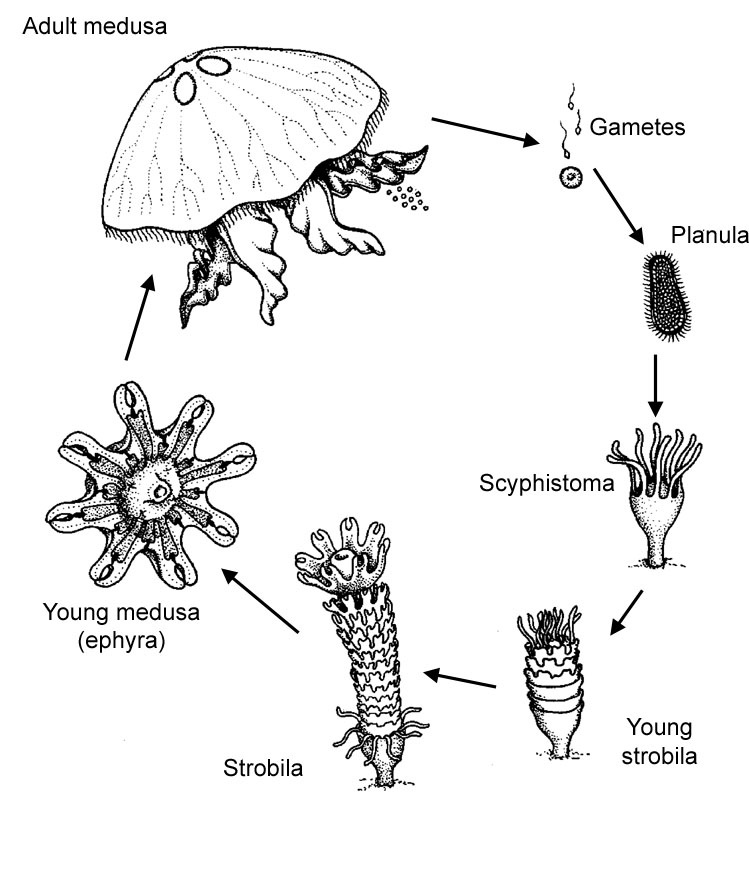 Adult medusa
Gametes
Planula
Scyphistoma
Young
strobila
Strobila
Young medusa
(ephyra)